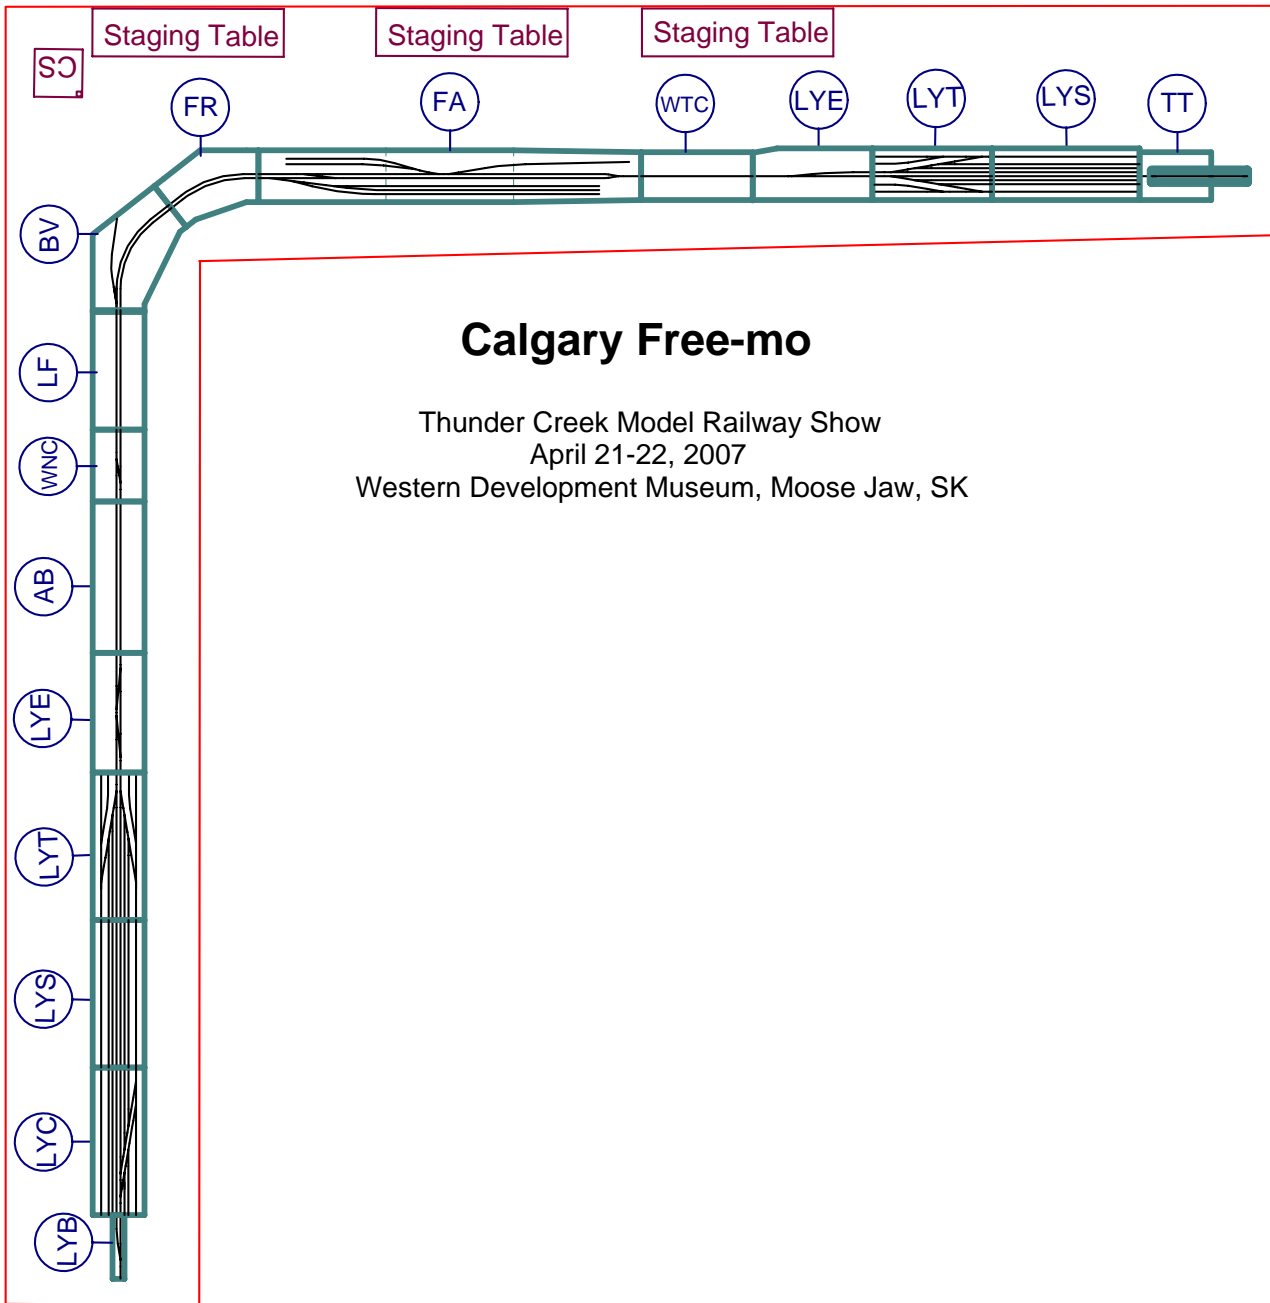 Staging Table
Staging Table
Staging Table
CS
FR
FA
WTC
LYE
LYT
LYS
TT
BV
LF
WNC
AB
LYE
LYT
LYS
LYC
LYB
Calgary Free-mo
Thunder Creek Model Railway Show
April 21-22, 2007
Western Development Museum, Moose Jaw, SK